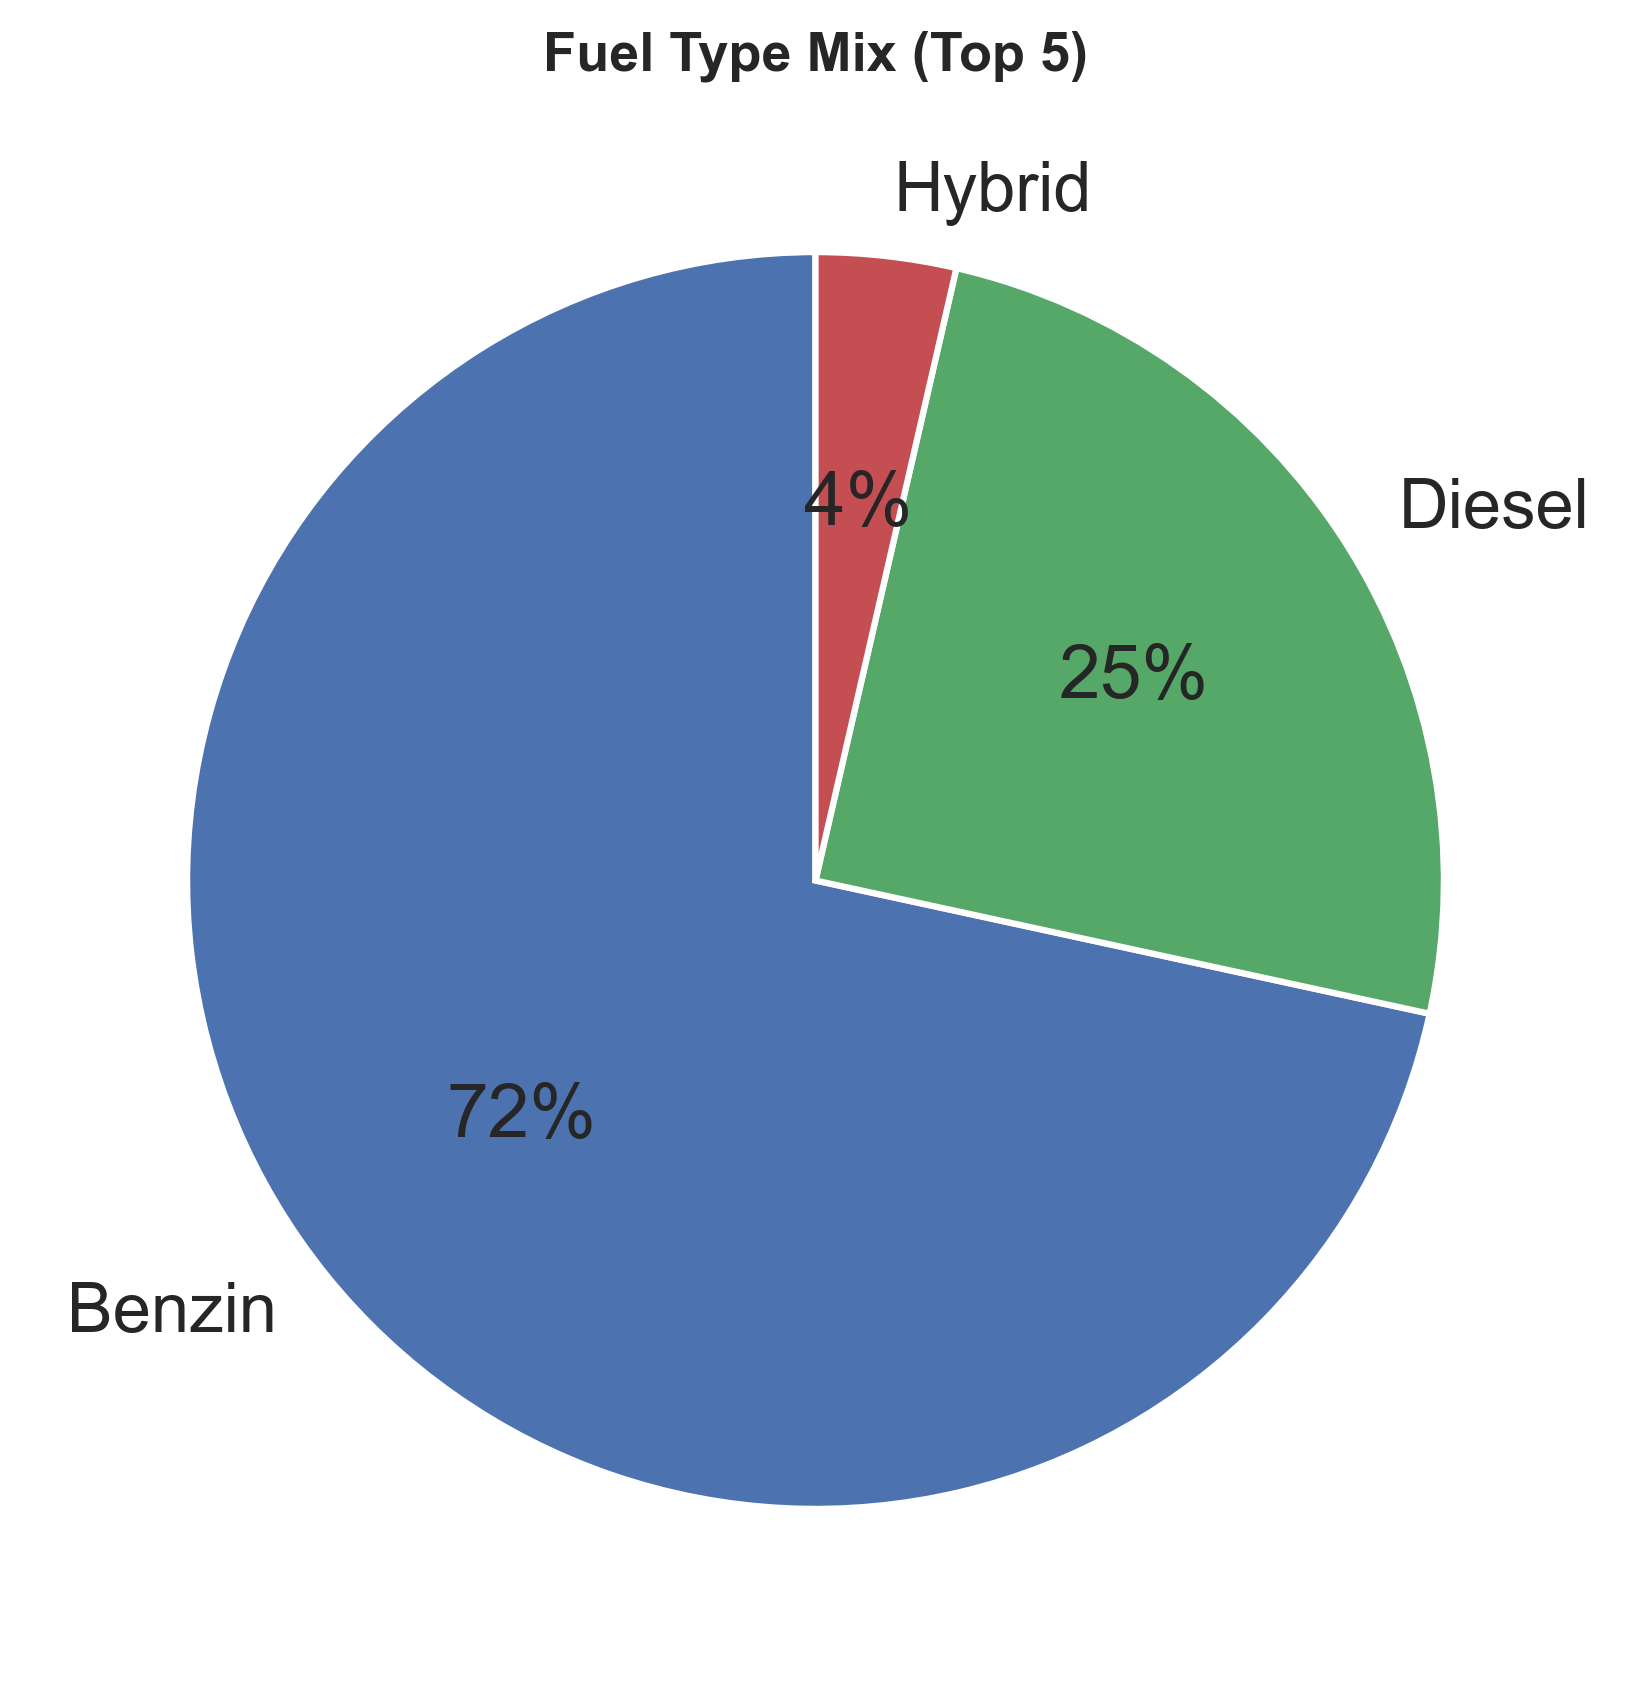 Fuel Type Mix (Top 5)
Hybrid
4%
Diesel
25%
72%
Benzin